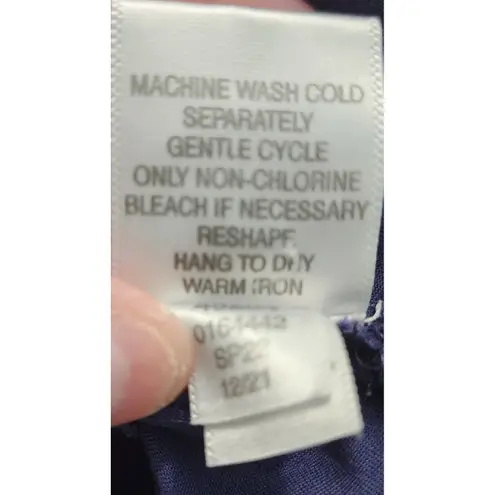 MACHINE WASH COLD
SEPARATELY
GENTLE CYCLE
ONLY NON-CHLORINE
BLEACH IF NECESSARY
RESHAPE
HANG TO DRY
WARM IRON
0164442
SP22
12/21